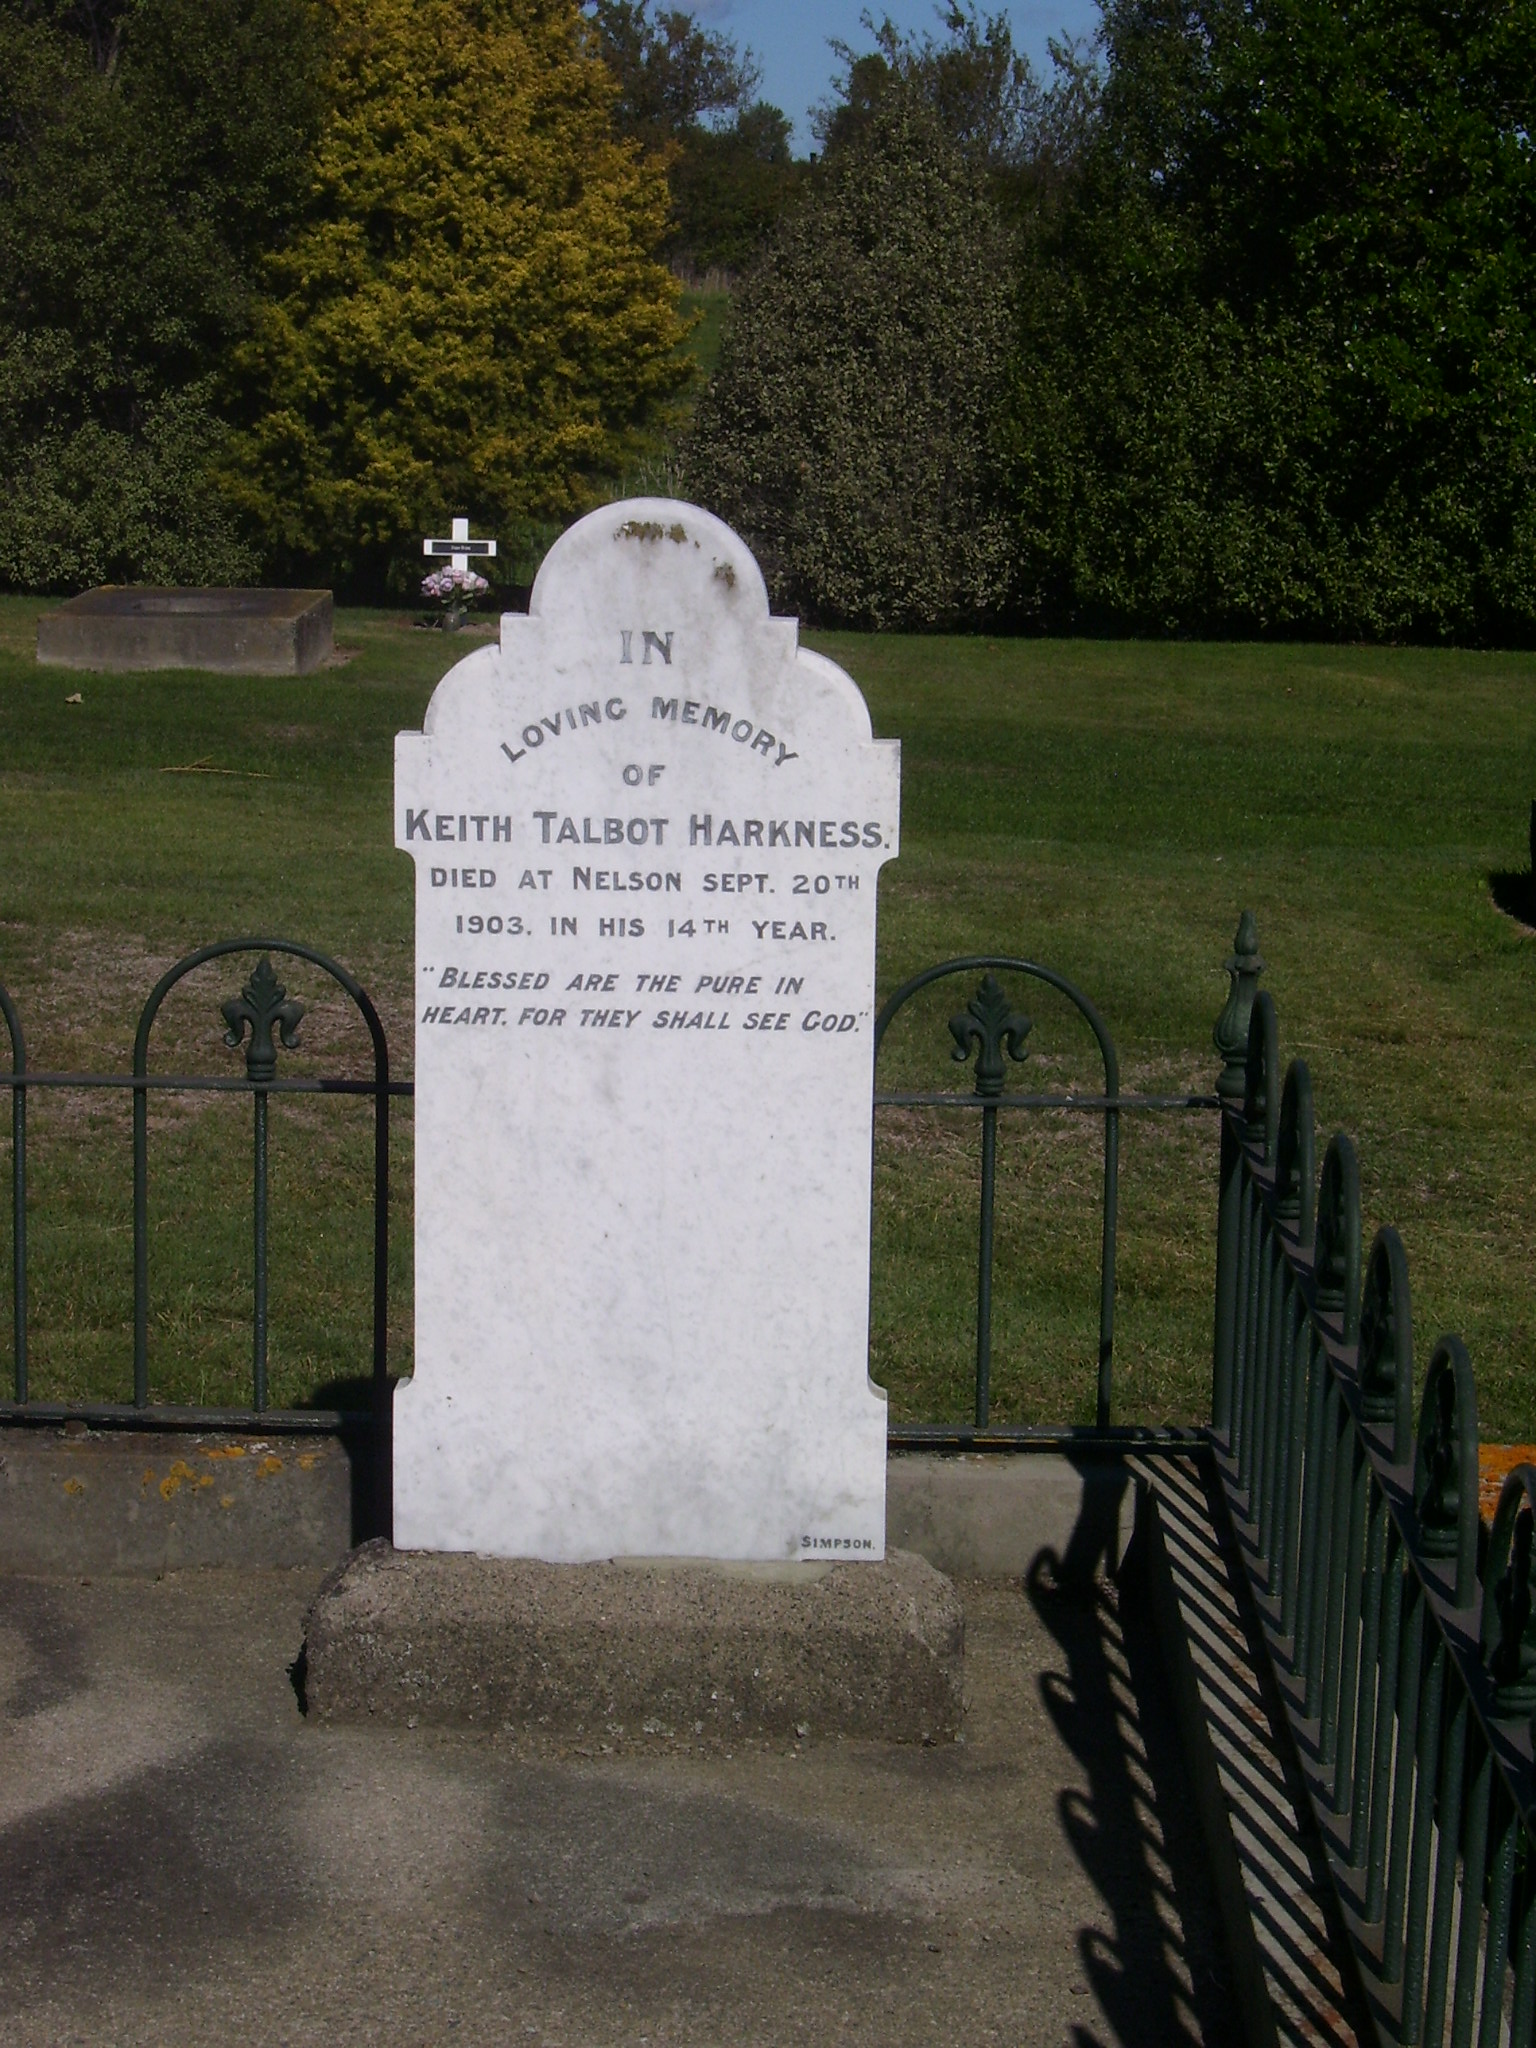 IN
LOVING MEMORY
OF
KEITH TALBOT HARKNESS.
DIED AT NELSON SEPT. 20TH
1903. IN HIS 14TH YEAR.
"BLESSED ARE THE PURE IN
HEART. FOR THEY SHALL SEE GOD."
SIMPSON.